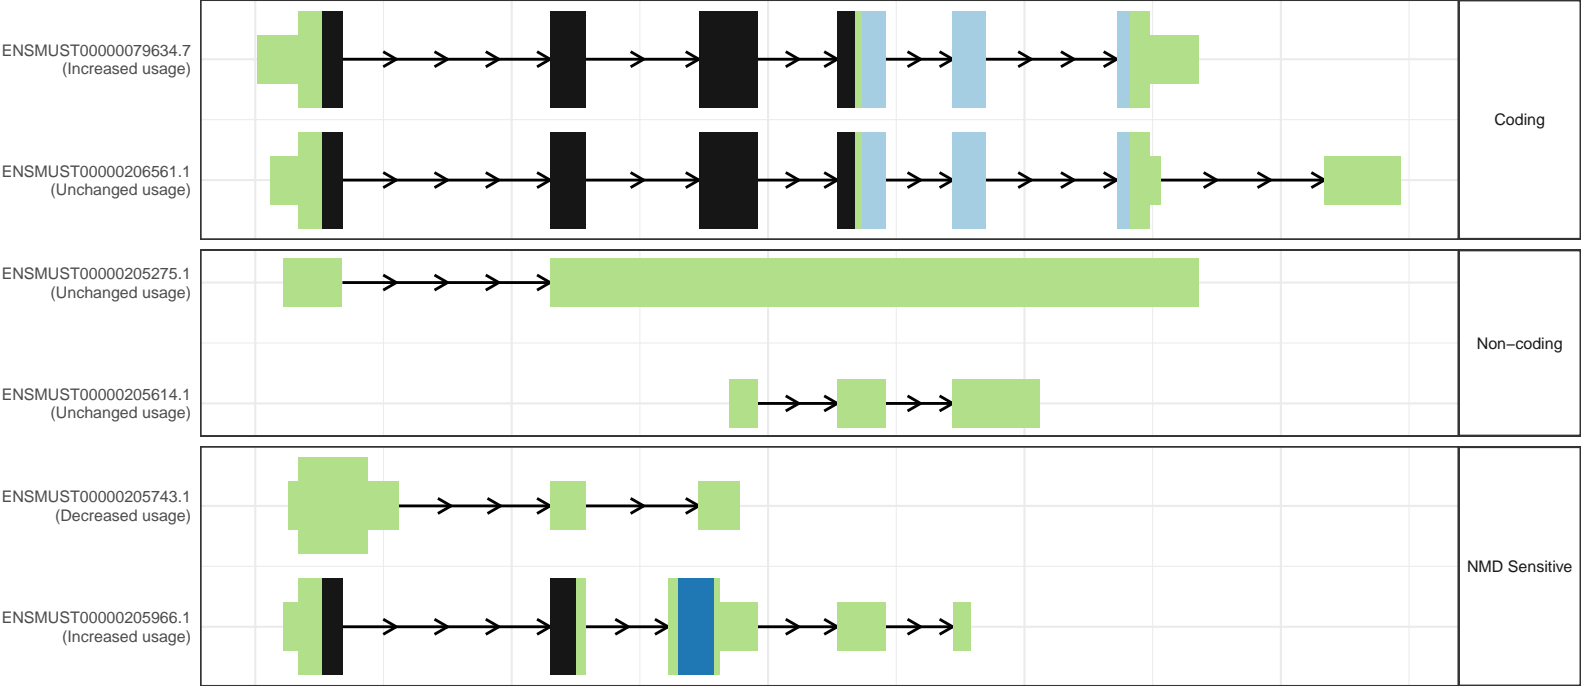 ENSMUST00000079634.7
(Increased usage)
ENSMUST00000206561.1
(Unchanged usage)
Coding
ENSMUST00000205275.1
(Unchanged usage)
ENSMUST00000205614.1
(Unchanged usage)
Non−coding
ENSMUST00000205743.1
(Decreased usage)
ENSMUST00000205966.1
(Increased usage)
NMD Sensitive